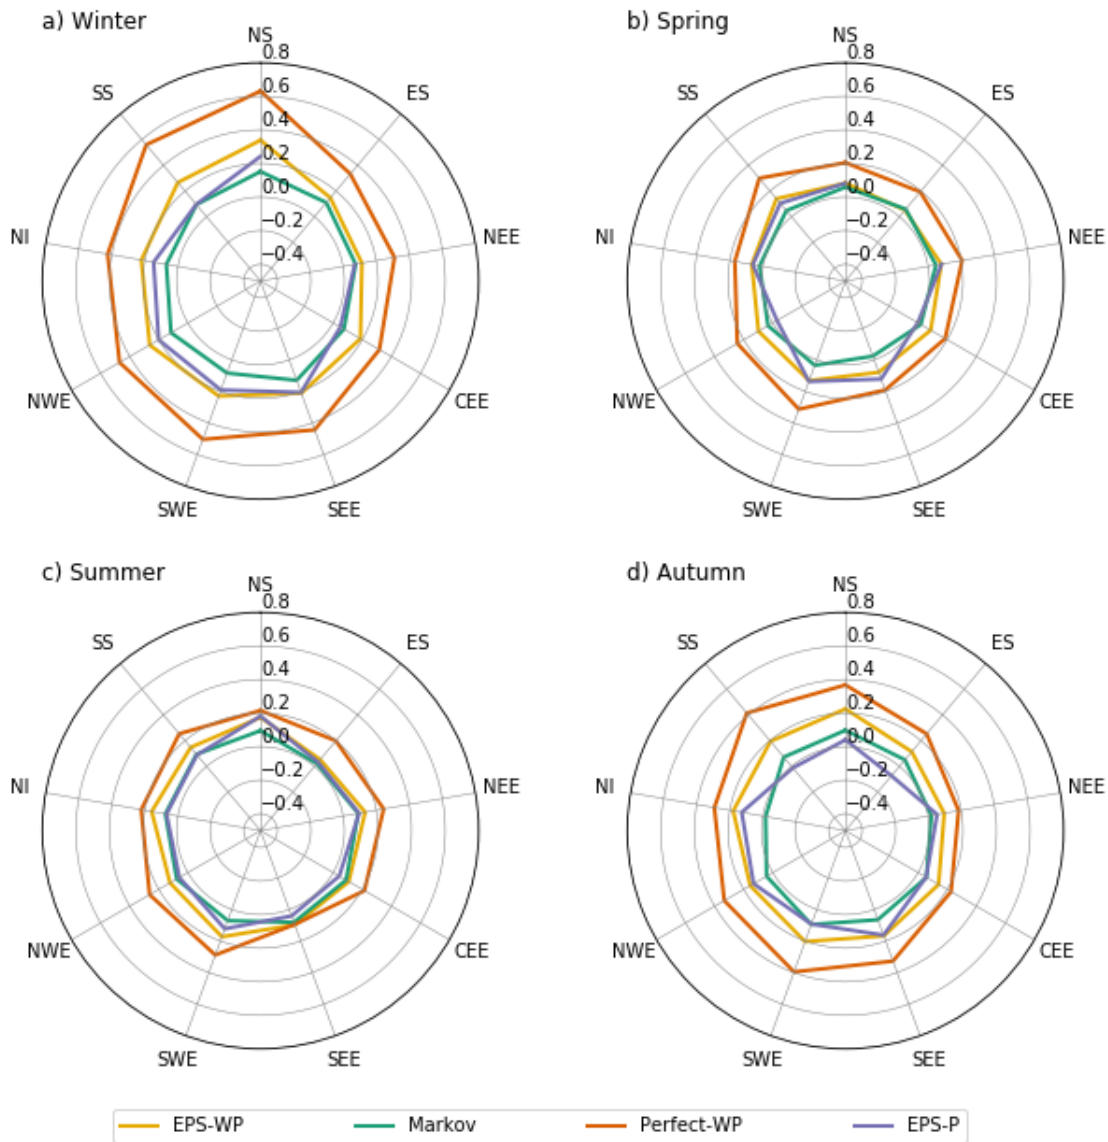 a) Winter
NS
0.8
0.6
0.4
0.2
0.0
−0.2
−0.4
SS
ES
NI
NEE
NWE
CEE
SWE
SEE
b) Spring
NS
0.8
0.6
0.4
0.2
0.0
−0.2
−0.4
SS
ES
NI
NEE
NWE
CEE
SWE
SEE
c) Summer
NS
0.8
0.6
0.4
0.2
0.0
−0.2
−0.4
SS
ES
NI
NEE
NWE
CEE
SWE
SEE
d) Autumn
NS
0.8
0.6
0.4
0.2
0.0
−0.2
−0.4
SS
ES
NI
NEE
NWE
CEE
SWE
SEE
EPS-WP Markov Perfect-WP EPS-P